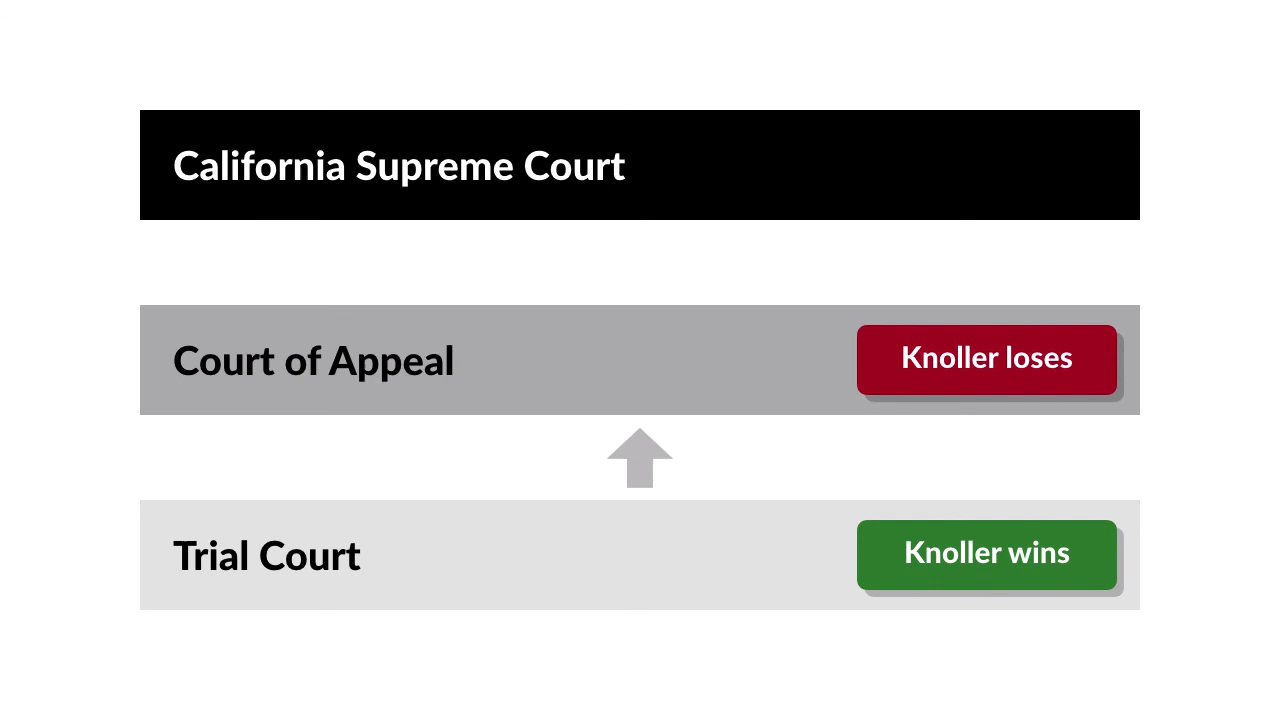 California Supreme Court
Court of Appeal
Knoller loses
Trial Court
Knoller wins